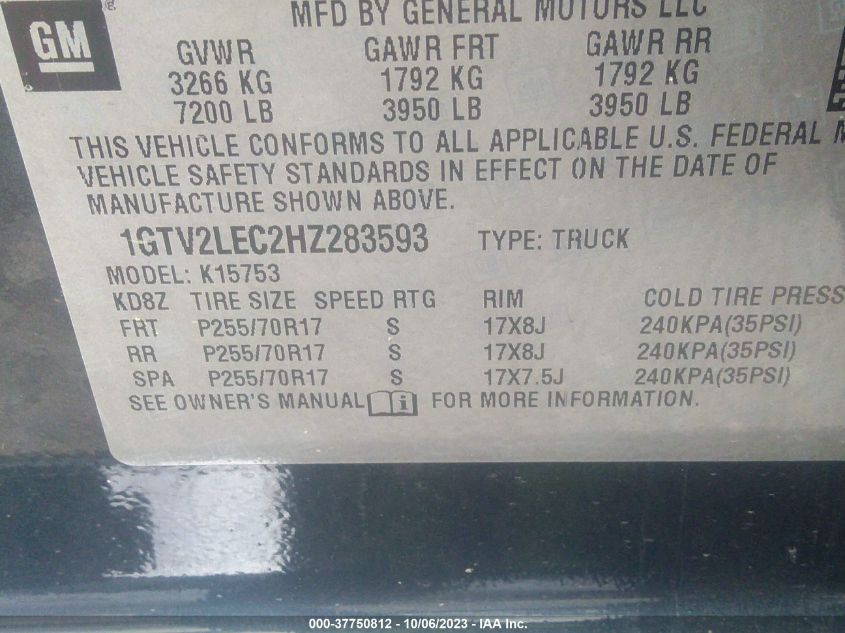 MFD BY GENERAL MOTORS LLC
GM ®
GVWR GAWR FRT GAWR RR
3266 KG 1792 KG 1792 KG
7200 LB 3950 LB 3950 LB
THIS VEHICLE CONFORMS TO ALL APPLICABLE U.S. FEDERAL M
VEHICLE SAFETY STANDARDS IN EFFECT ON THE DATE OF
MANUFACTURE SHOWN ABOVE.
1GTV2LEC2HZ283593 TYPE: TRUCK
MODEL: K15753
KD8Z TIRE SIZE SPEED RTG RIM COLD TIRE PRESS
FRT P255/70R17 S 17X8J 240KPA(35PSI)
RR P255/70R17 S 17X8J 240KPA(35PSI)
SPA P255/70R17 S 17X7.5J 240KPA(35PSI)
SEE OWNER'S MANUAL i FOR MORE INFORMATION.
000-37750812 - 10/06/2023 - IAA Inc.